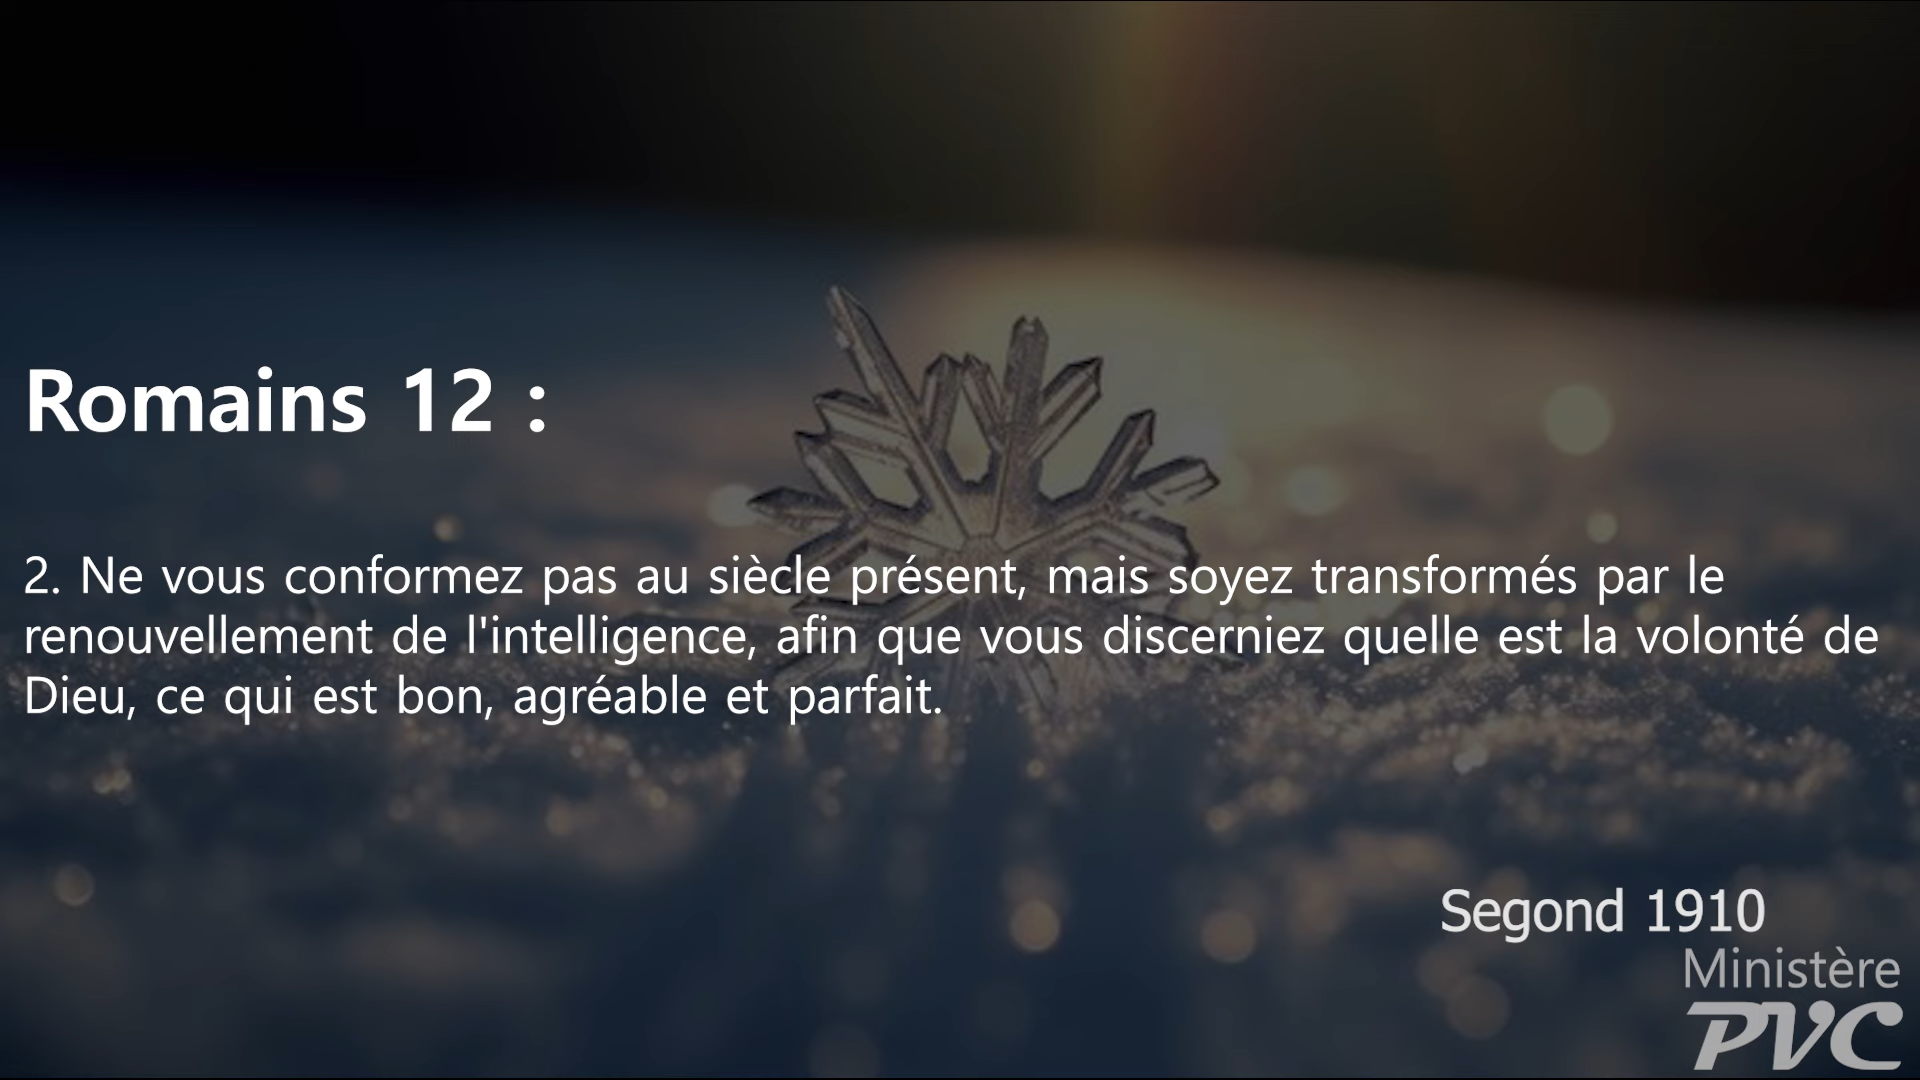 Romains 12 :
2. Ne vous conformez pas au siècle présent, mais soyez transformés par le
renouvellement de l'intelligence, afin que vous discerniez quelle est la volonté de
Dieu, ce qui est bon, agréable et parfait.
Segond 1910
Ministère
PVC